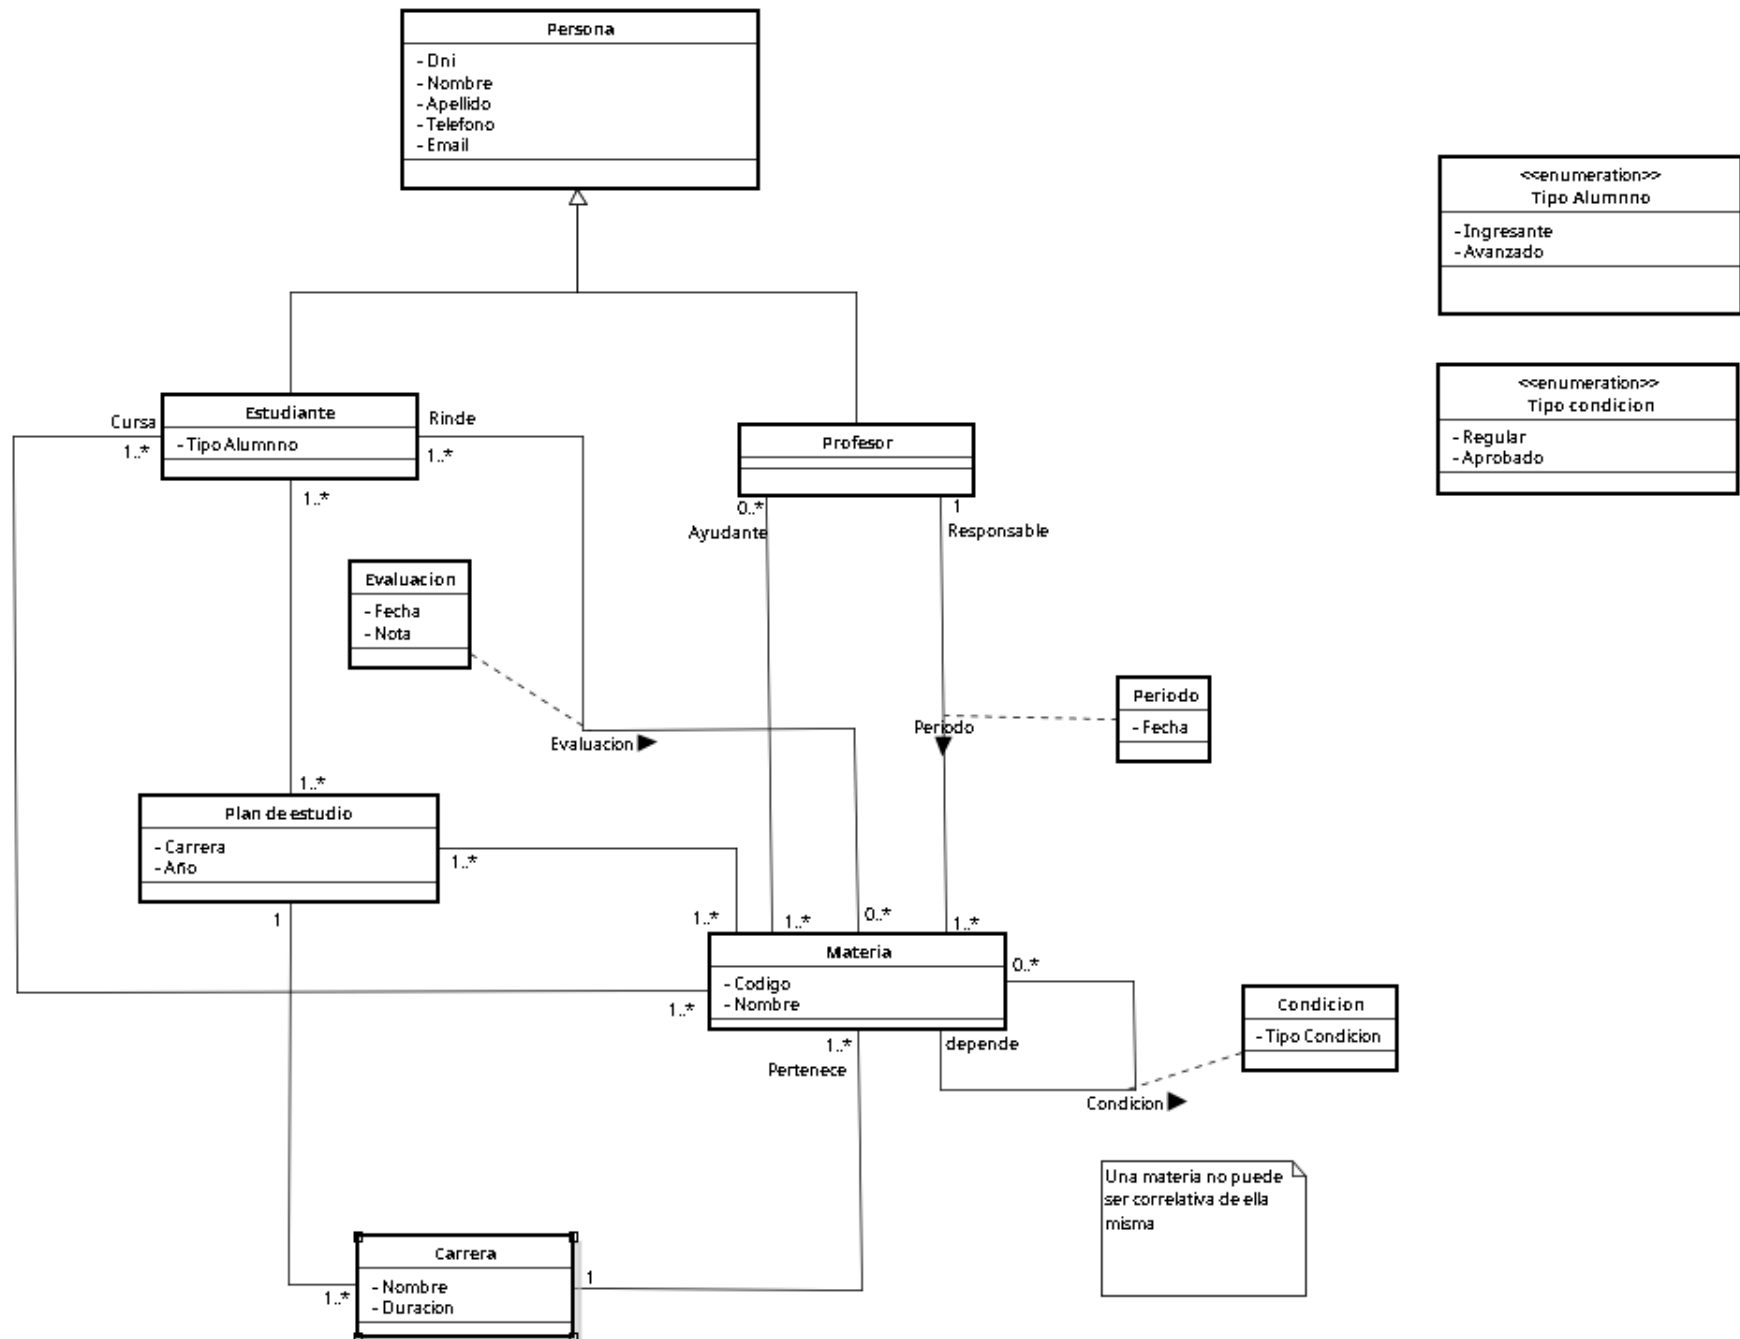 Persona
- Dni
- Nombre
- Apellido
- Telefono
- Email
<<enumeration>>
Tipo Alumnno
- Ingresante
- Avanzado
<<enumeration>>
Tipo condicion
- Regular
- Aprobado
Cursa
1..*
Estudiante
- Tipo Alumnno
Rinde
1..*
1..*
Profesor
0..*
Ayudante
1
Responsable
Evaluacion
- Fecha
- Nota
Evaluacion
Periodo
Periodo
- Fecha
1..*
Plan de estudio
- Carrera
- Año
1..*
1
1..*
1..*
0..*
1..*
Materia
- Codigo
- Nombre
1..*
0..*
1..*
Pertenece
depende
Condicion
Condicion
- Tipo Condicion
Una materia no puede
ser correlativa de ella
misma
Carrera
- Nombre
- Duracion
1..*
1